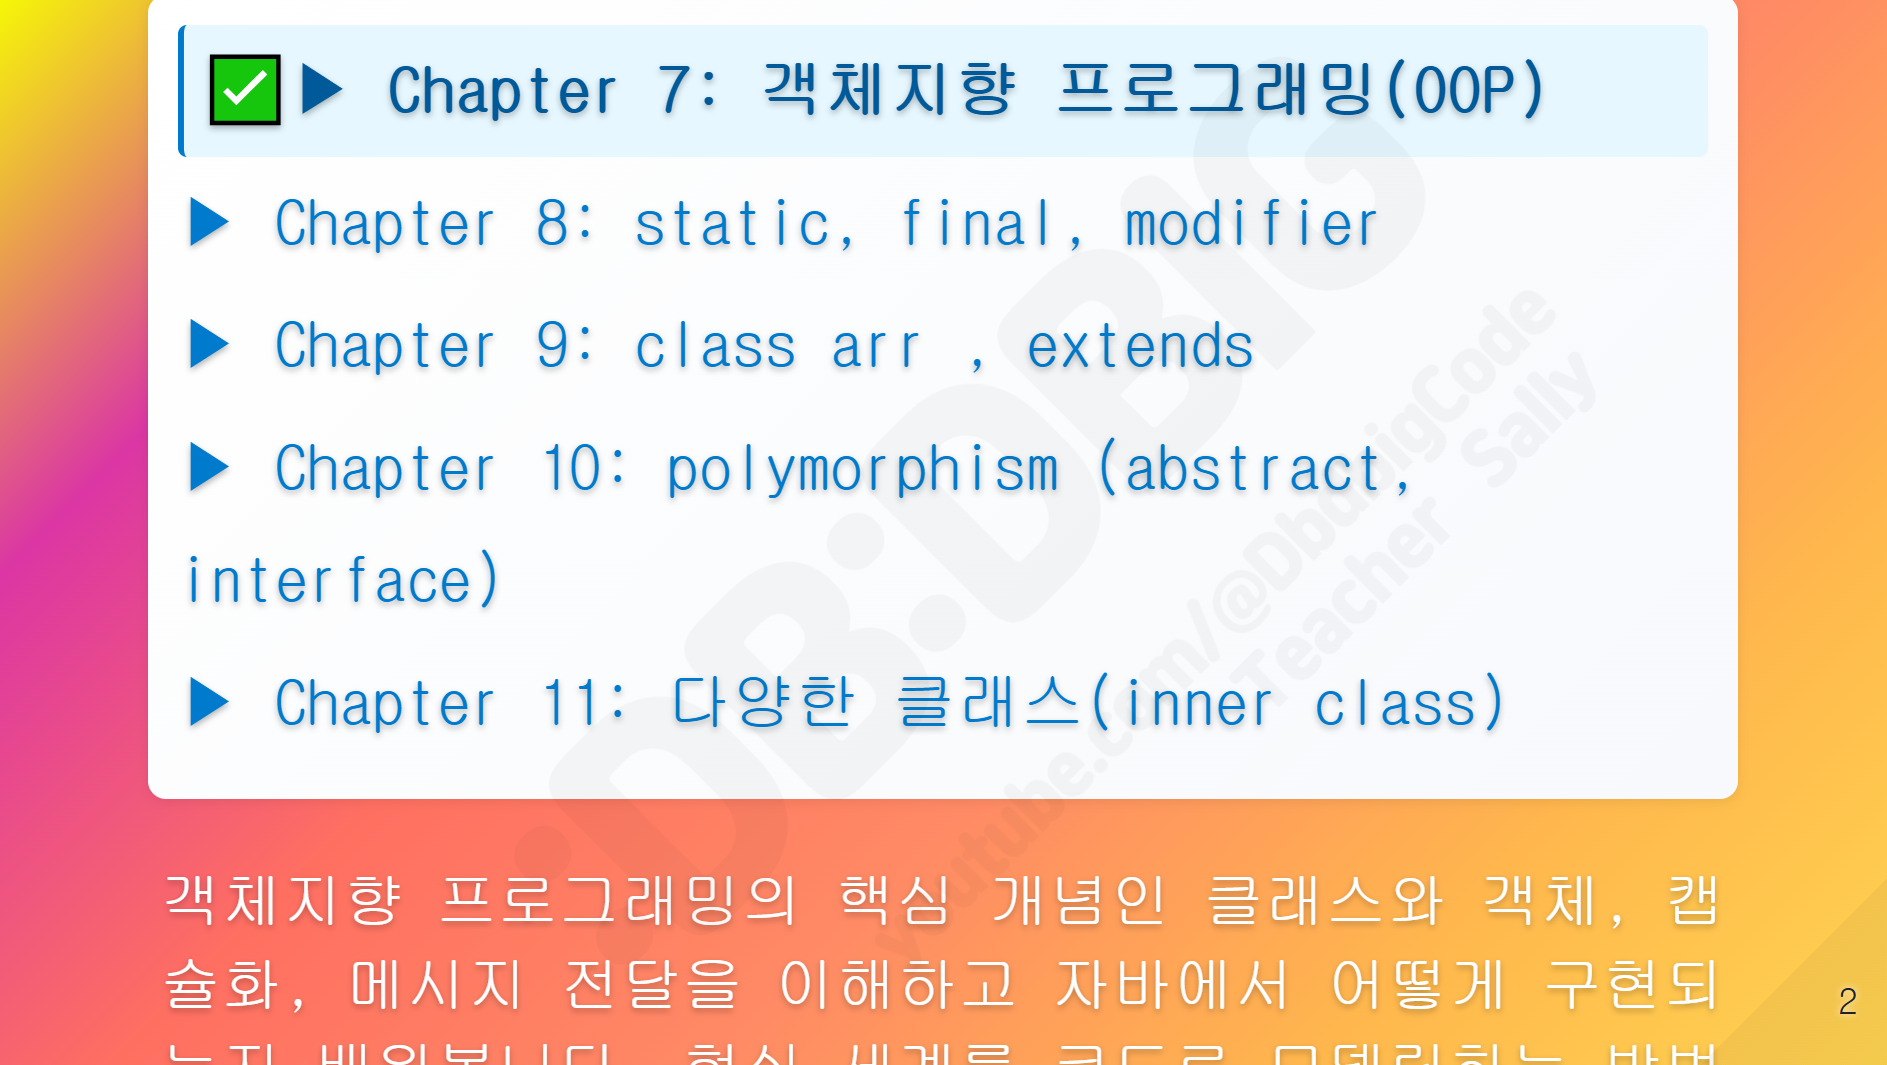 ✅▶ Chapter 7: 객체지향 프로그래밍(OOP)
▶ Chapter 8: static, final, modifier
▶ Chapter 9: class arr , extends
▶ Chapter 10: polymorphism (abstract,
interface)
▶ Chapter 11: 다양한 클래스(inner class)
객체지향 프로그래밍의 핵심 개념인 클래스와 객체, 캡
슐화, 메시지 전달을 이해하고 자바에서 어떻게 구현되
2
iDB:DBIG
youtube.com/@DbdbigCode
Teacher Sally